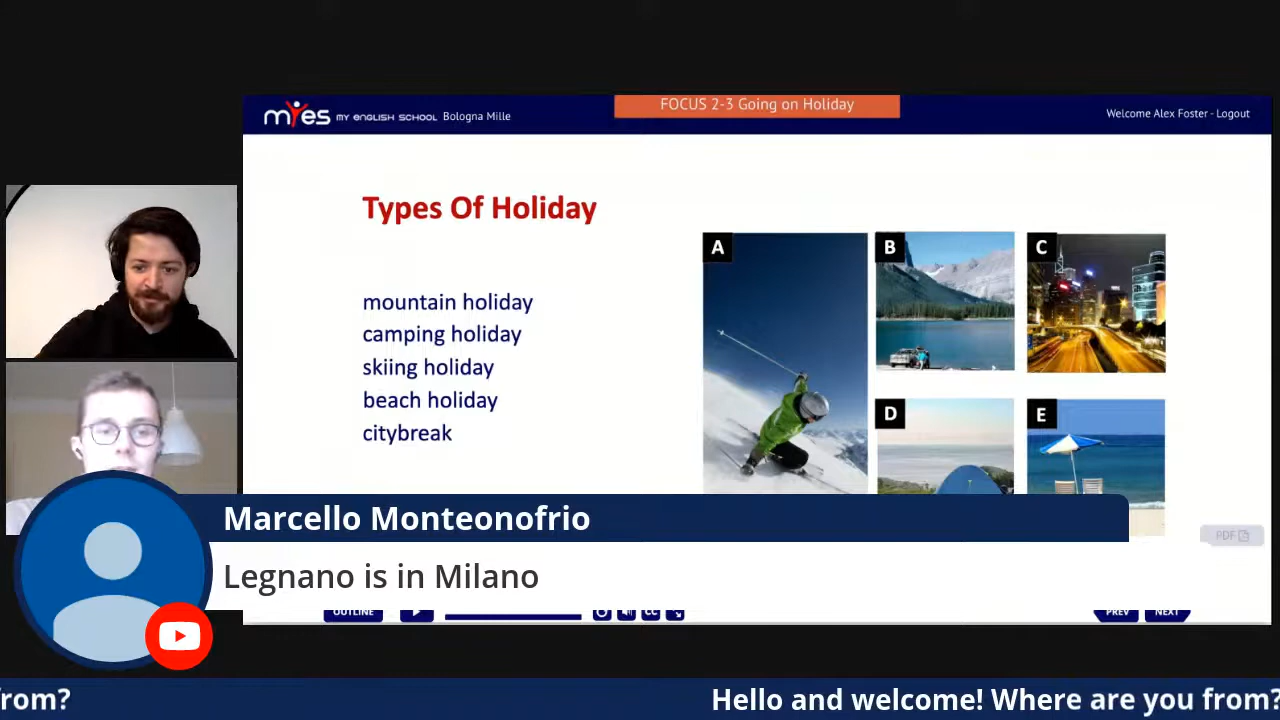 FOCUS 2-3 Going on Holiday
myes MY ENGLISH SCHOOL Bologna Mille
Welcome Alex Foster - Logout
Types Of Holiday
A
B
C
mountain holiday
camping holiday
skiing holiday
beach holiday
citybreak
D
E
Marcello Monteonofrio
PDF
Legnano is in Milano
OUTLINE
CC
PREV
NEXT
from?
Hello and welcome! Where are you from?